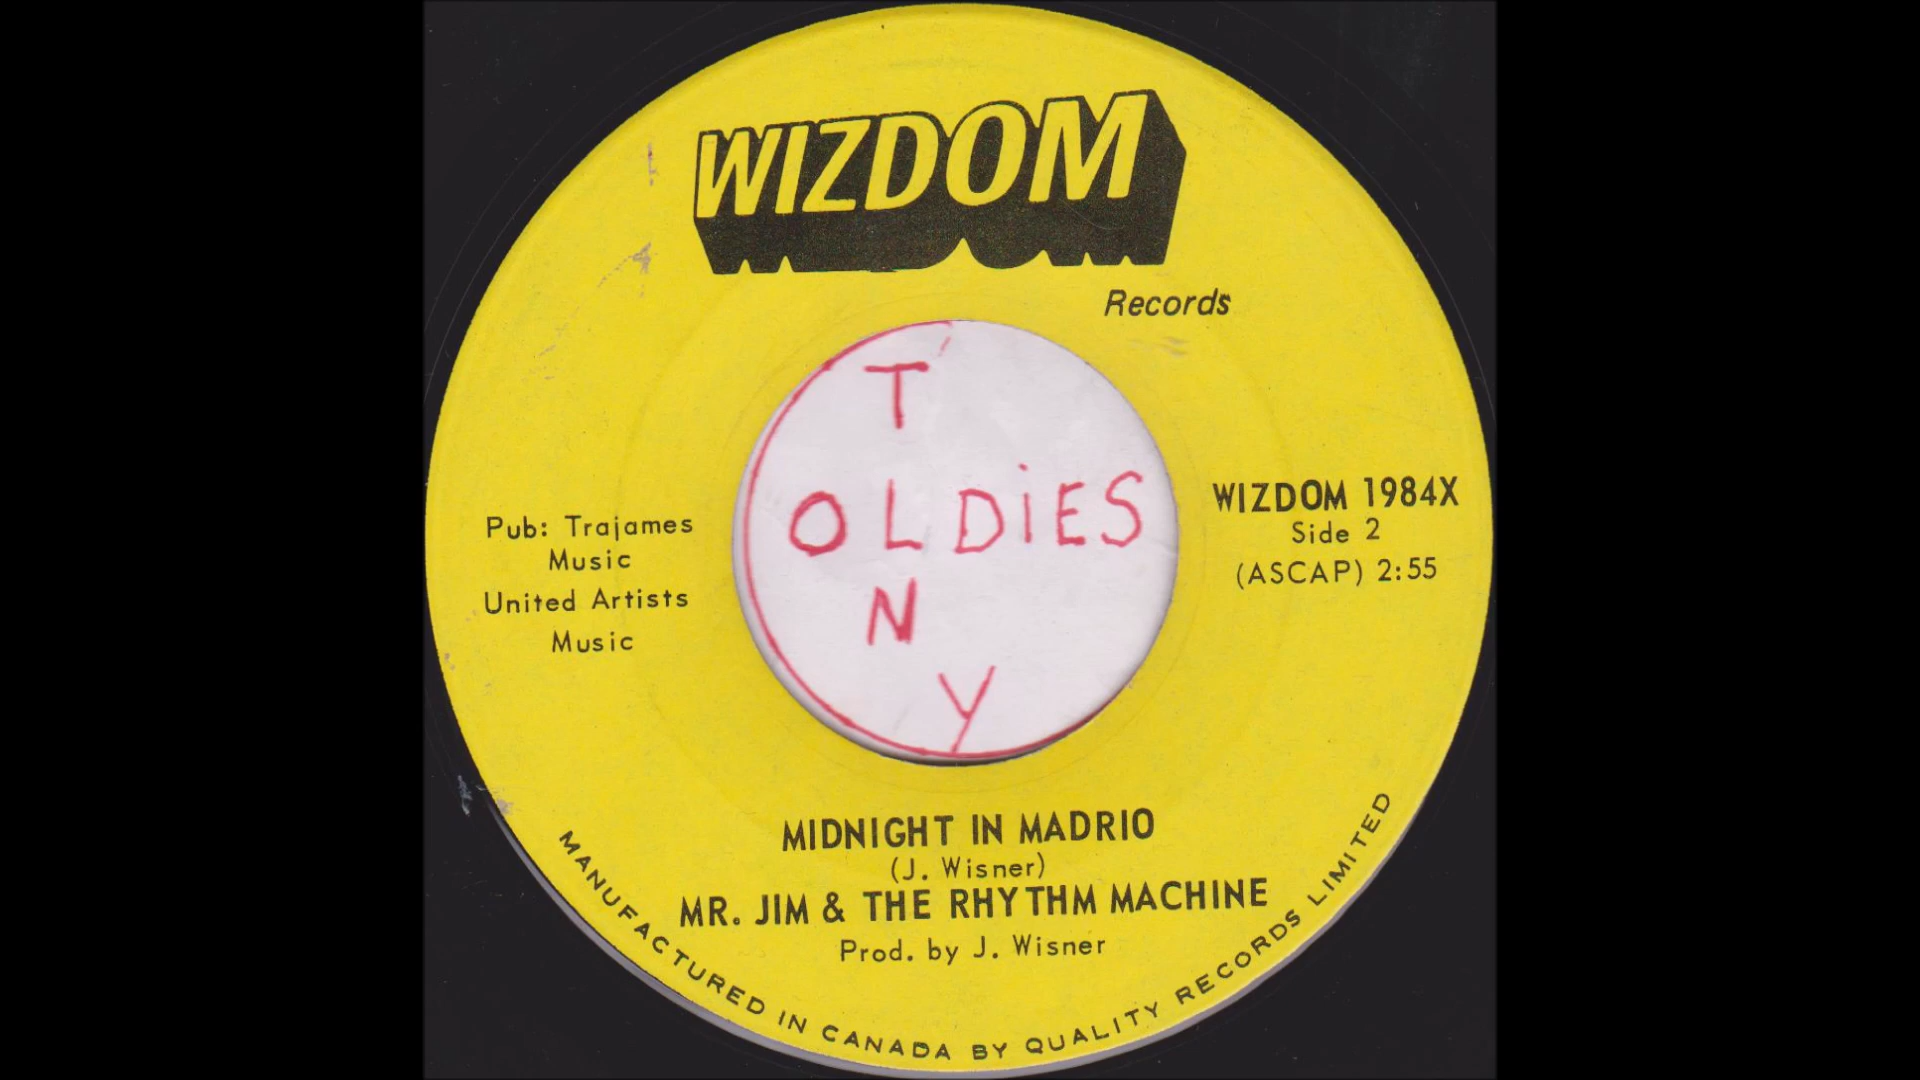 WIZDOM
Records
T
OLDiES
N
Y
Pub: Trajames
Music
United Artists
Music
WIZDOM 1984X
Side 2
(ASCAP) 2:55
MIDNIGHT IN MADRIO
(J. Wisner)
MR. JIM & THE RHYTHM MACHINE
Prod. by J. Wisner
MANUFACTURED IN CANADA BY QUALITY RECORDS LIMITED